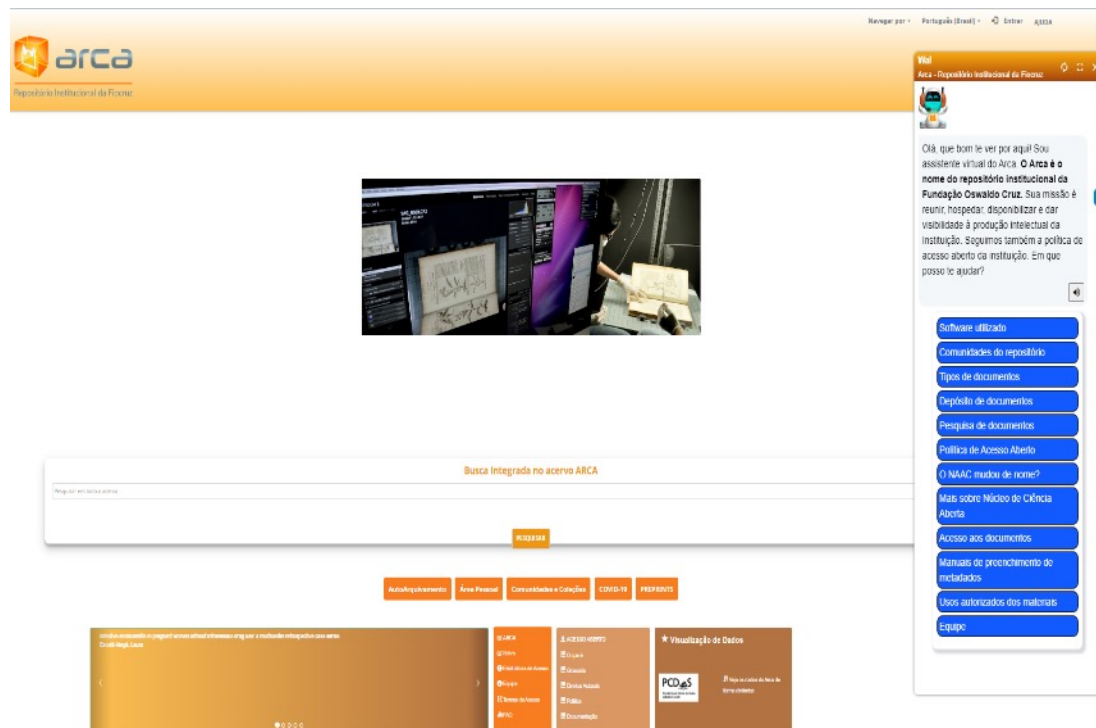 Navegar por
Português (Brasil)
Entrar
AJUDA
arca
Repositório Institucional da Fiocruz
Wal
Arca - Repositório Institucional da Fiocruz
Olá, que bom te ver por aqui! Sou
assistente virtual do Arca. O Arca é o
nome do repositório institucional da
Fundação Oswaldo Cruz. Sua missão é
reunir, hospedar, disponibilizar e dar
visibilidade à produção intelectual da
Instituição. Seguimos também a política de
acesso aberto da instituição. Em que
posso te ajudar?
Software utilizado
Comunidades do repositório
Tipos de documentos
Depósito de documentos
Pesquisa de documentos
Política de Acesso Aberto
O NAAC mudou de nome?
Mais sobre Núcleo de Ciência
Aberta
Acesso aos documentos
Manuais de preenchimento de
metadados
Usos autorizados dos materiais
Equipe
Busca Integrada no acervo ARCA
PESQUISAR
AutoArquivamento
Área Pessoal
Comunidades e Coleções
COVID-19
PREPRINTS
ARCA
Equipe
FAQ
ACESSO ABERTO
Glossário
Política
Documentação
Visualização de Dados